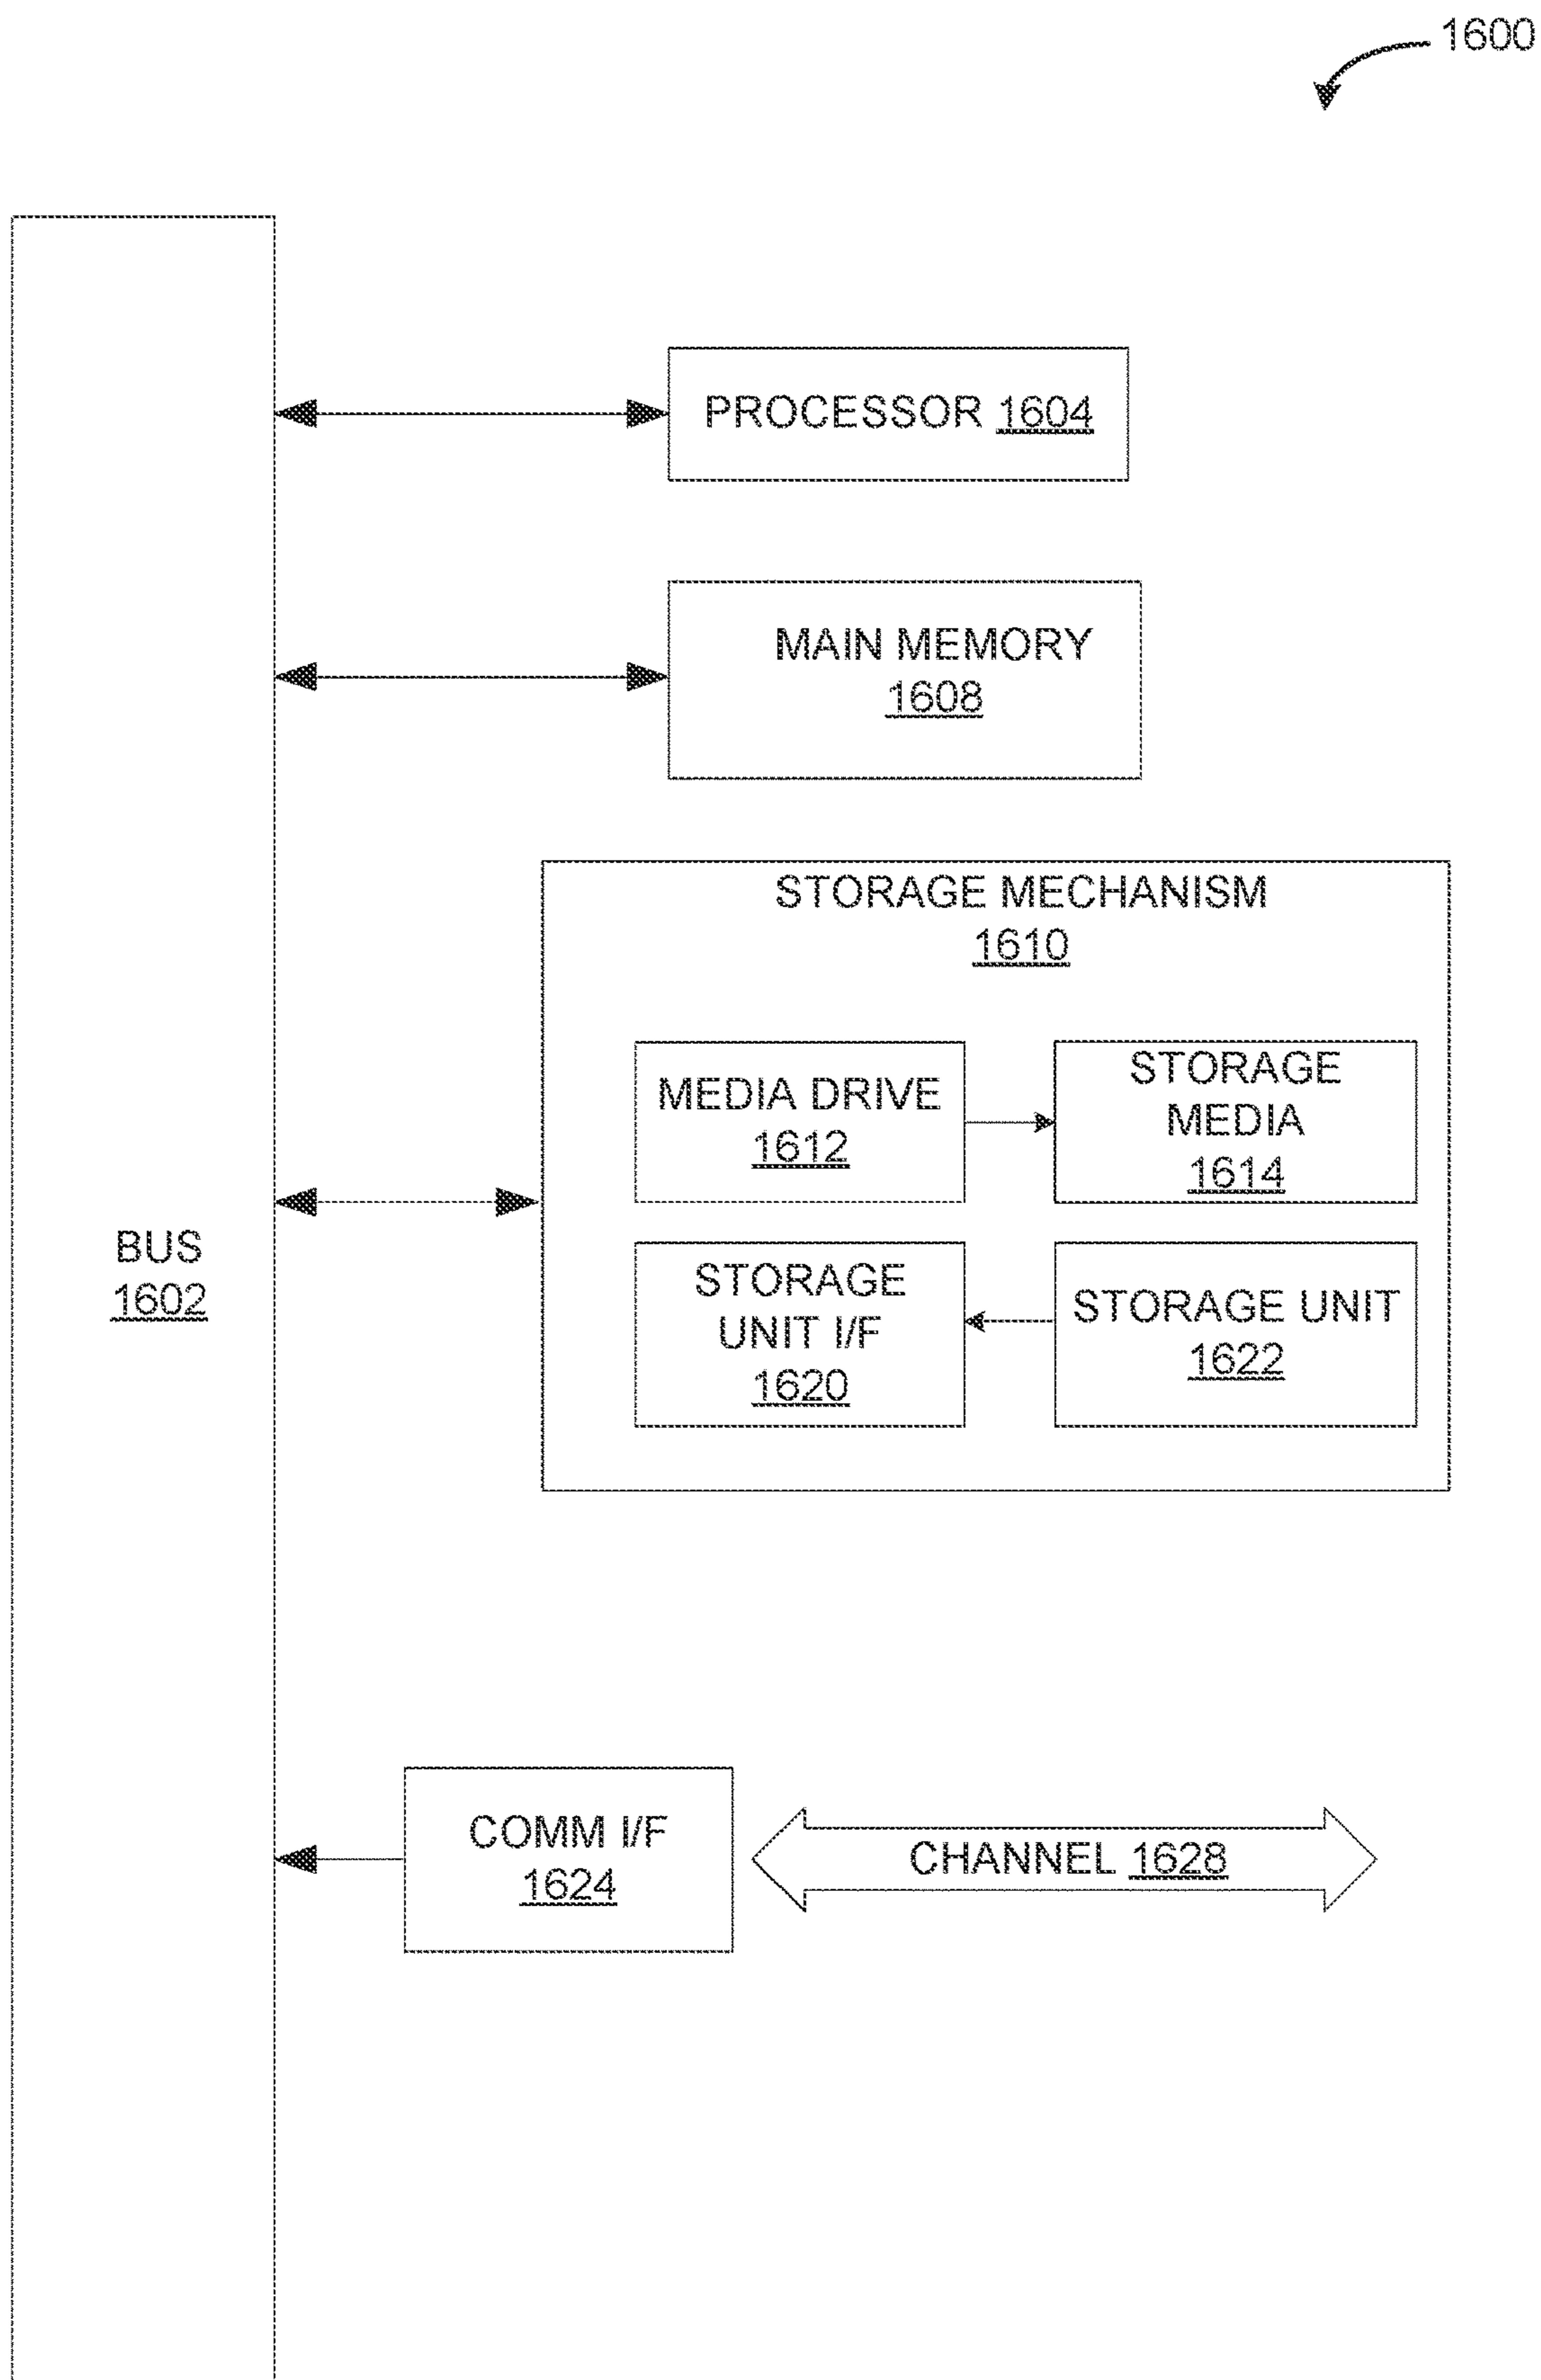 1600
PROCESSOR 1604
MAIN MEMORY
1608
STORAGE MECHANISM
1610
MEDIA DRIVE
1612
STORAGE
MEDIA
1614
BUS
1602
STORAGE
UNIT I/F
1620
STORAGE UNIT
1622
COMM I/F
1624
CHANNEL 1628